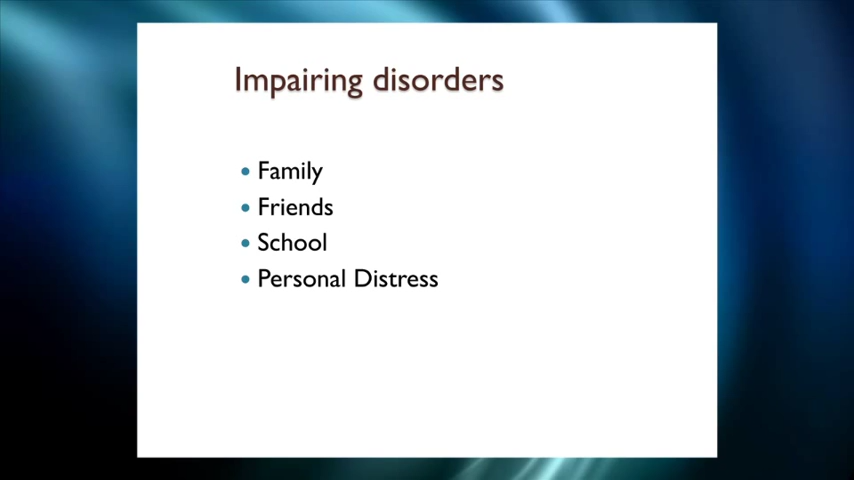 Impairing disorders
• Family
• Friends
• School
• Personal Distress